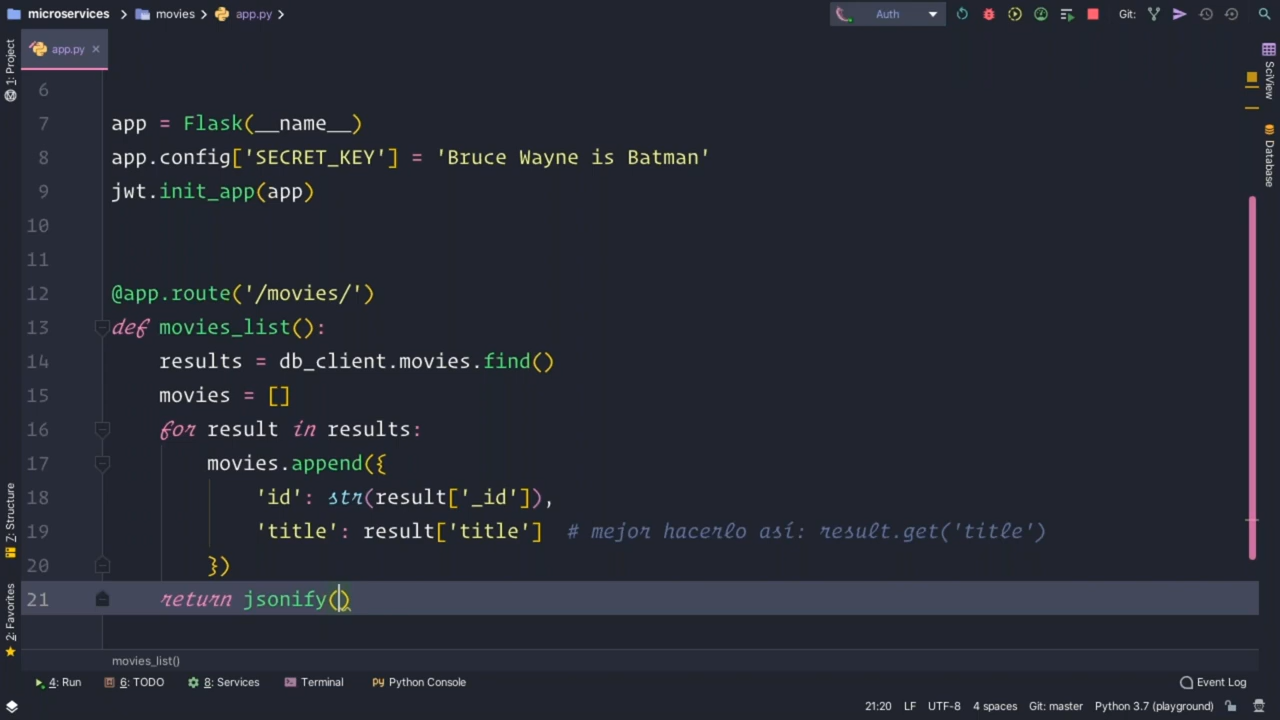 microservices movies app.py Auth Git:
app.py ×
1: Project
SciView
Database
6
7 app = Flask(__name__)
8 app.config['SECRET_KEY'] = 'Bruce Wayne is Batman'
9 jwt.init_app(app)
10
11
12 @app.route('/movies/')
13 def movies_list():
14 results = db_client.movies.find()
15 movies = []
16 for result in results:
17 movies.append({
18 'id': str(result['_id']),
19 'title': result['title'] # mejor hacerlo así: result.get('title')
20 })
21 return jsonify()
Z: Structure
2: Favorites
movies_list()
4: Run 6: TODO 8: Services Terminal Python Console Event Log
21:20 LF UTF-8 4 spaces Git: master Python 3.7 (playground)